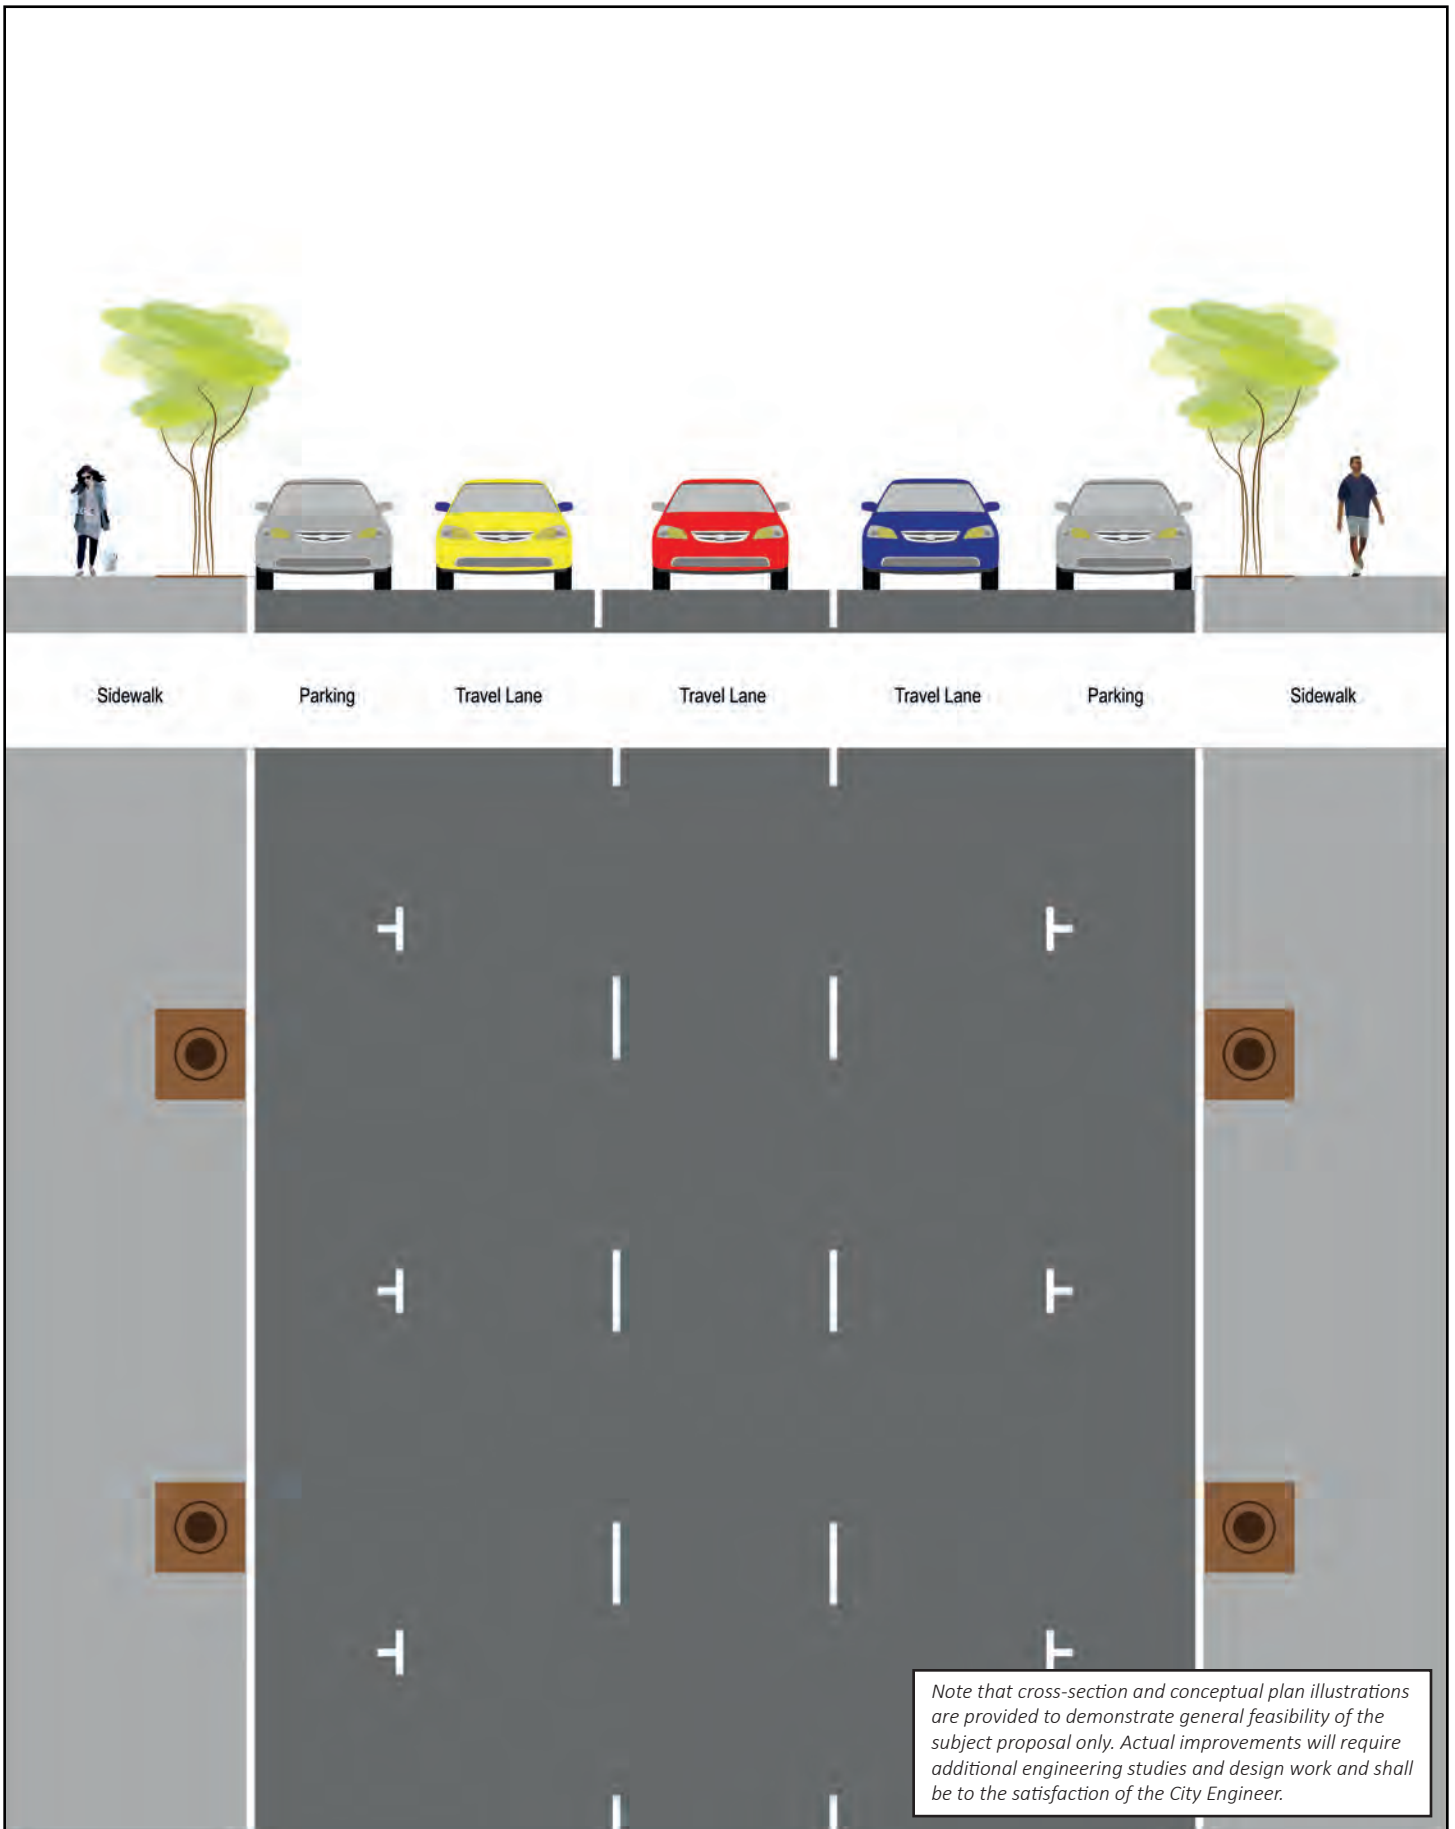 Sidewalk Parking Travel Lane Travel Lane Travel Lane Parking Sidewalk
Note that cross-section and conceptual plan illustrations
are provided to demonstrate general feasibility of the
subject proposal only. Actual improvements will require
additional engineering studies and design work and shall
be to the satisfaction of the City Engineer.